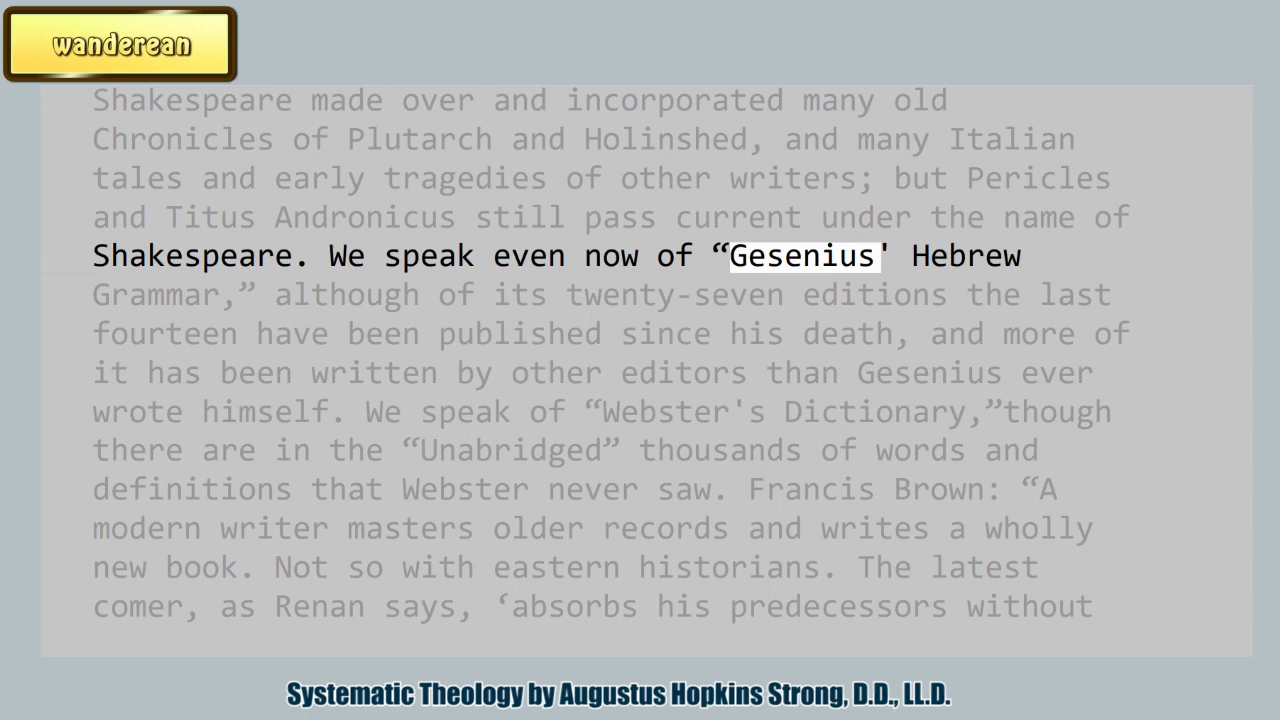 wanderean
Shakespeare made over and incorporated many old
Chronicles of Plutarch and Holinshed, and many Italian
tales and early tragedies of other writers; but Pericles
and Titus Andronicus still pass current under the name of
Shakespeare. We speak even now of “Gesenius' Hebrew
Grammar,” although of its twenty-seven editions the last
fourteen have been published since his death, and more of
it has been written by other editors than Gesenius ever
wrote himself. We speak of “Webster's Dictionary,”though
there are in the “Unabridged” thousands of words and
definitions that Webster never saw. Francis Brown: “A
modern writer masters older records and writes a wholly
new book. Not so with eastern historians. The latest
comer, as Renan says, ‘absorbs his predecessors without
Systematic Theology by Augustus Hopkins Strong, D.D., LL.D.